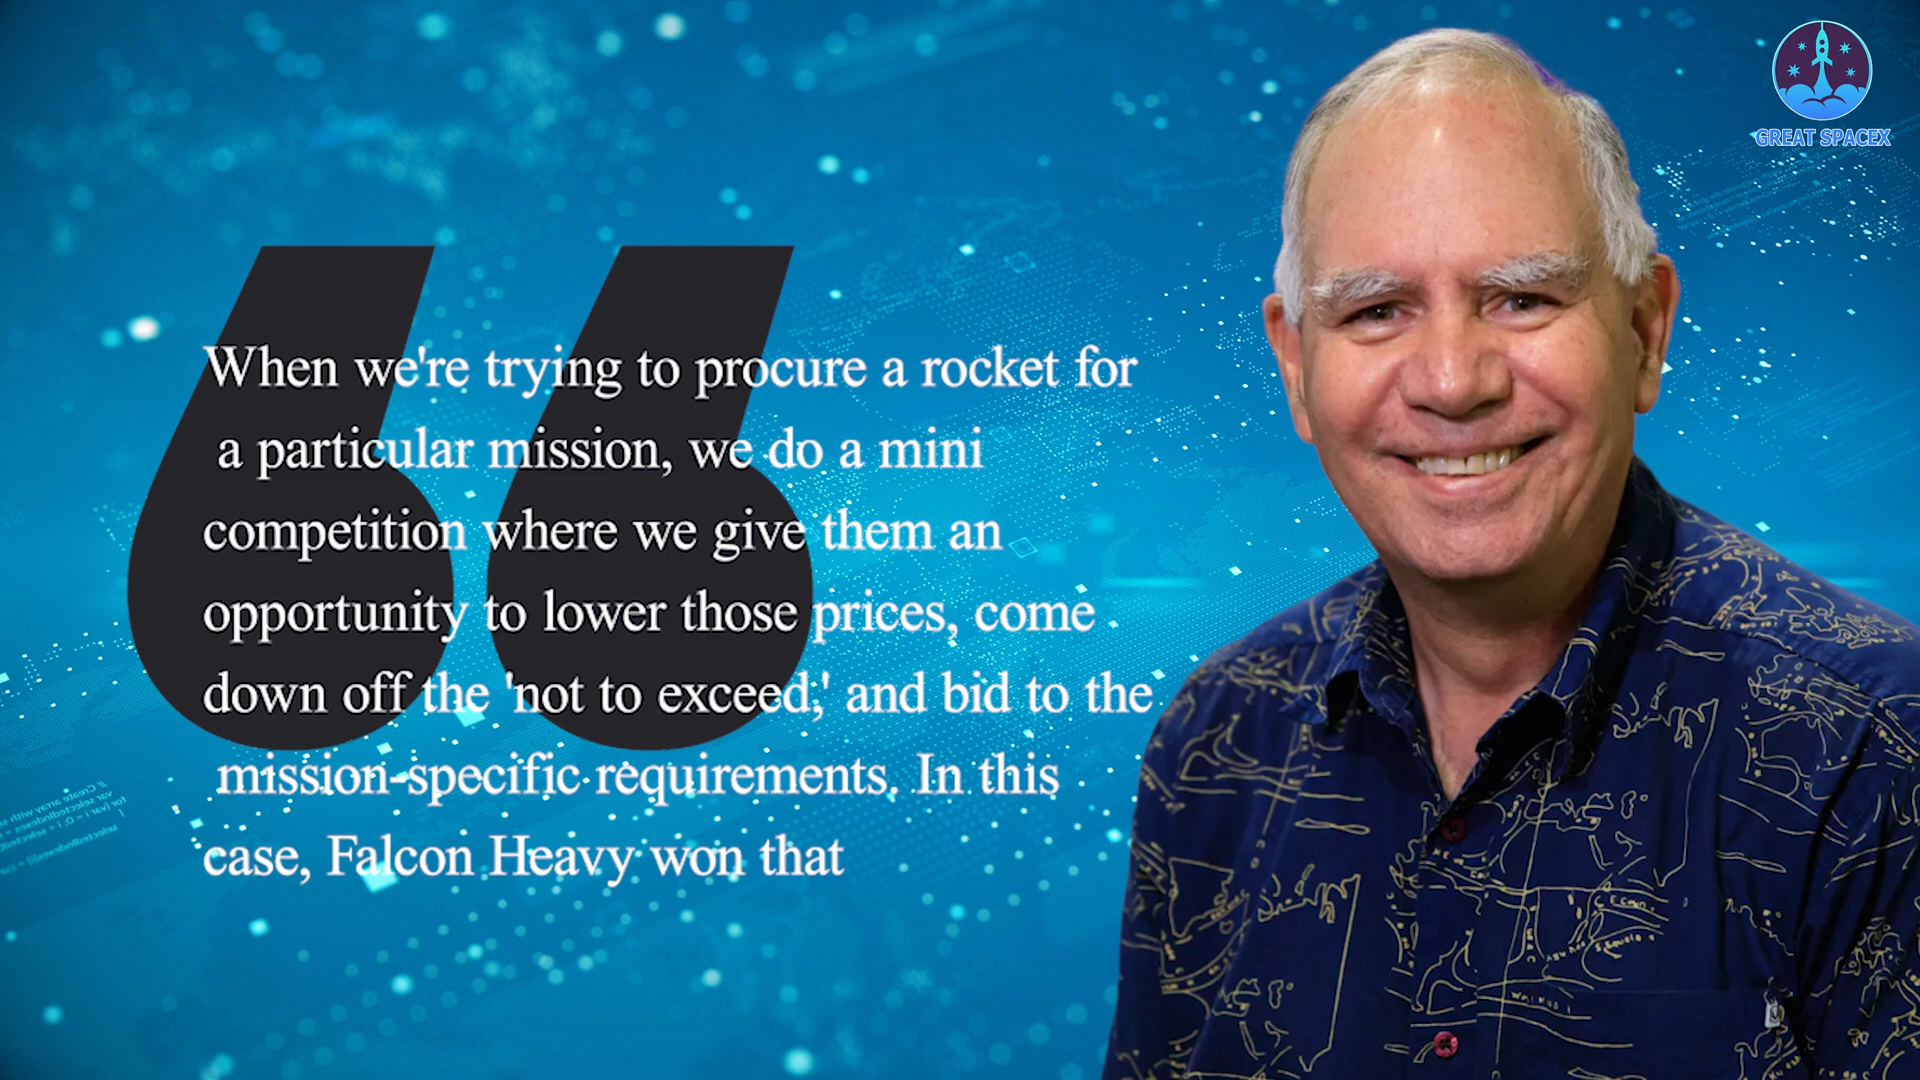 GREAT SPACEX
When we're trying to procure a rocket for
a particular mission, we do a mini
competition where we give them an
opportunity to lower those prices, come
down off the 'not to exceed,' and bid to the
mission-specific requirements. In this
case, Falcon Heavy won that